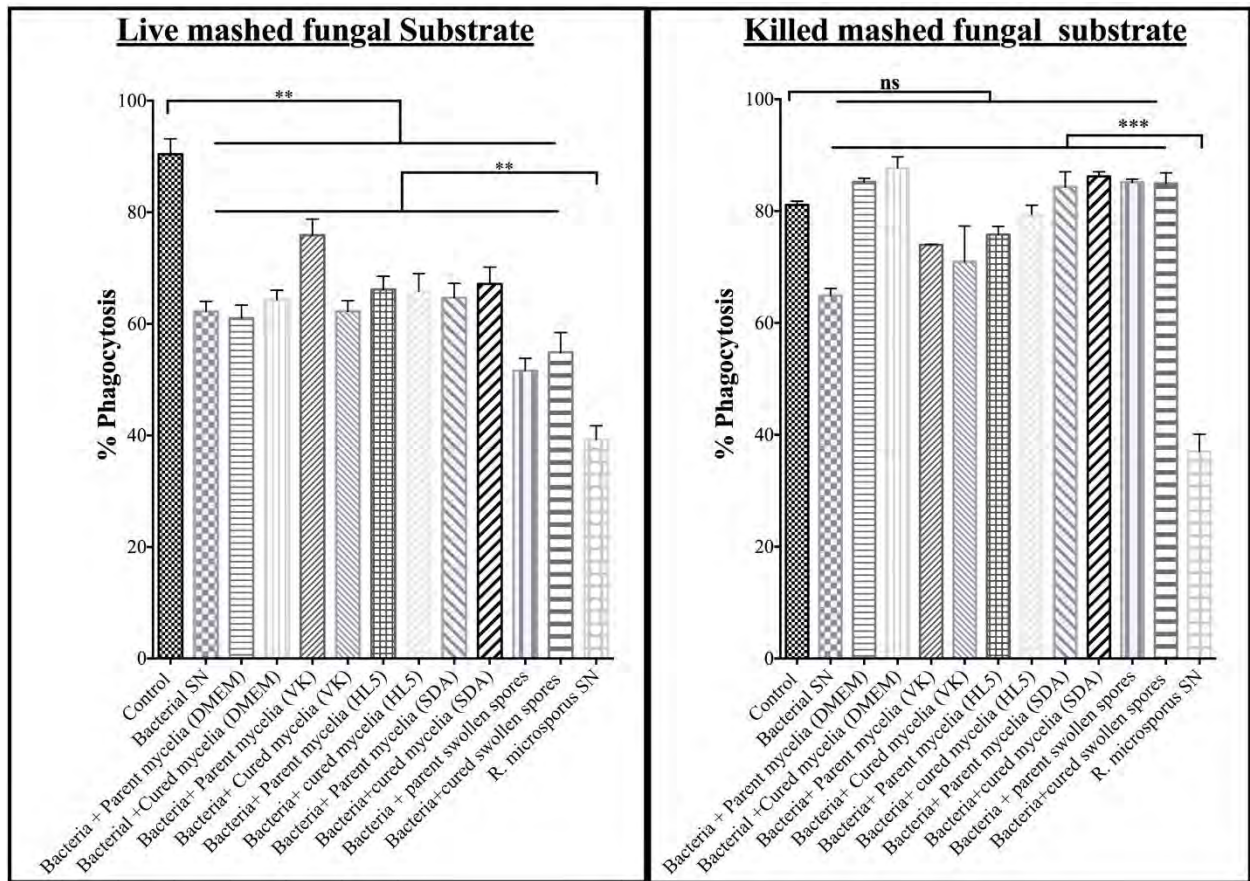 Live mashed fungal Substrate
**
**
% Phagocytosis
100
80
60
40
20
0
Control
Bacterial SN
Bacteria + Parent mycelia (DMEM)
Bacterial +Cured mycelia (DMEM)
Bacteria+ Parent mycelia (VK)
Bacteria+ Cured mycelia (VK)
Bacteria+ Parent mycelia (HL5)
Bacteria+ cured mycelia (HL5)
Bacteria+ Parent mycelia (SDA)
Bacteria+cured mycelia (SDA)
Bacteria + parent swollen spores
Bacteria+cured swollen spores
R. microsporus SN
Killed mashed fungal substrate
ns
***
% Phagocytosis
100
80
60
40
20
0
Control
Bacterial SN
Bacteria + Parent mycelia (DMEM)
Bacterial +Cured mycelia (DMEM)
Bacteria+ Parent mycelia (VK)
Bacteria+ Cured mycelia (VK)
Bacteria+ Parent mycelia (HL5)
Bacteria+ cured mycelia (HL5)
Bacteria+ Parent mycelia (SDA)
Bacteria+cured mycelia (SDA)
Bacteria + parent swollen spores
Bacteria+cured swollen spores
R. microsporus SN